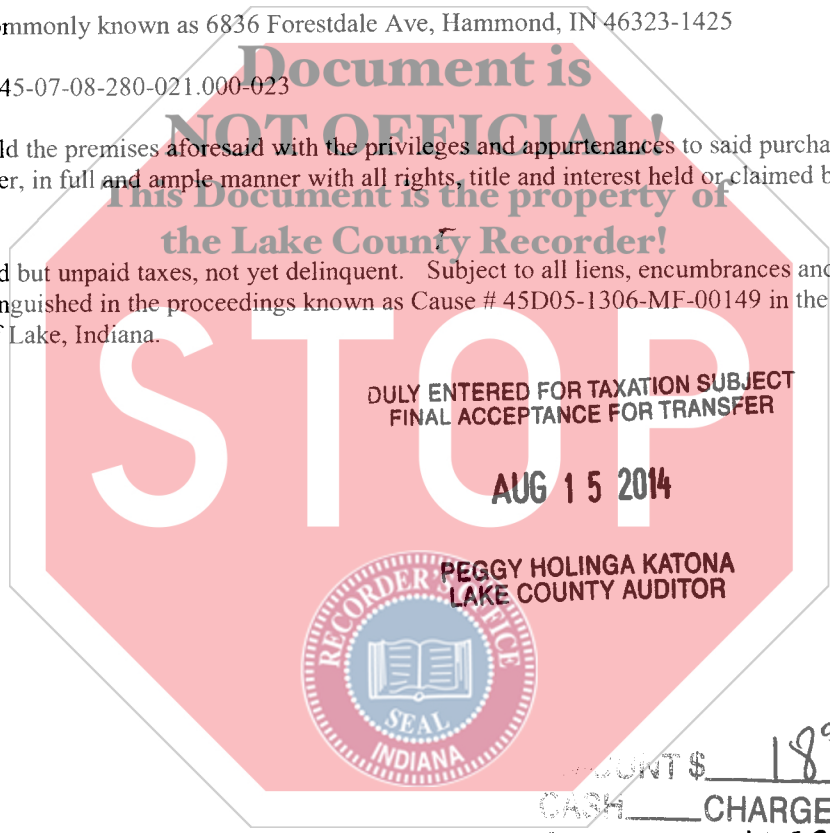 ommonly known as 6836 Forestdale Ave, Hammond, IN 46323-1425
Document is
45-07-08-280-021.000-023
NOT OFFICIAL!
ld the premises aforesaid with the privileges and appurtenances to said purcha
er, in full and ample manner with all rights, title and interest held or claimed b
This Document is the property of
the Lake County Recorder!
d but unpaid taxes, not yet delinquent. Subject to all liens, encumbrances and
nguished in the proceedings known as Cause # 45D05-1306-MF-00149 in the
f Lake, Indiana.
STOP
DULY ENTERED FOR TAXATION SUBJECT
FINAL ACCEPTANCE FOR TRANSFER
AUG 15 2014
PEGGY HOLINGA KATONA
LAKE COUNTY AUDITOR
RECORDER'S OFFICE
SEAL
INDIANA
OUNT $ 18
CASH CHARGE